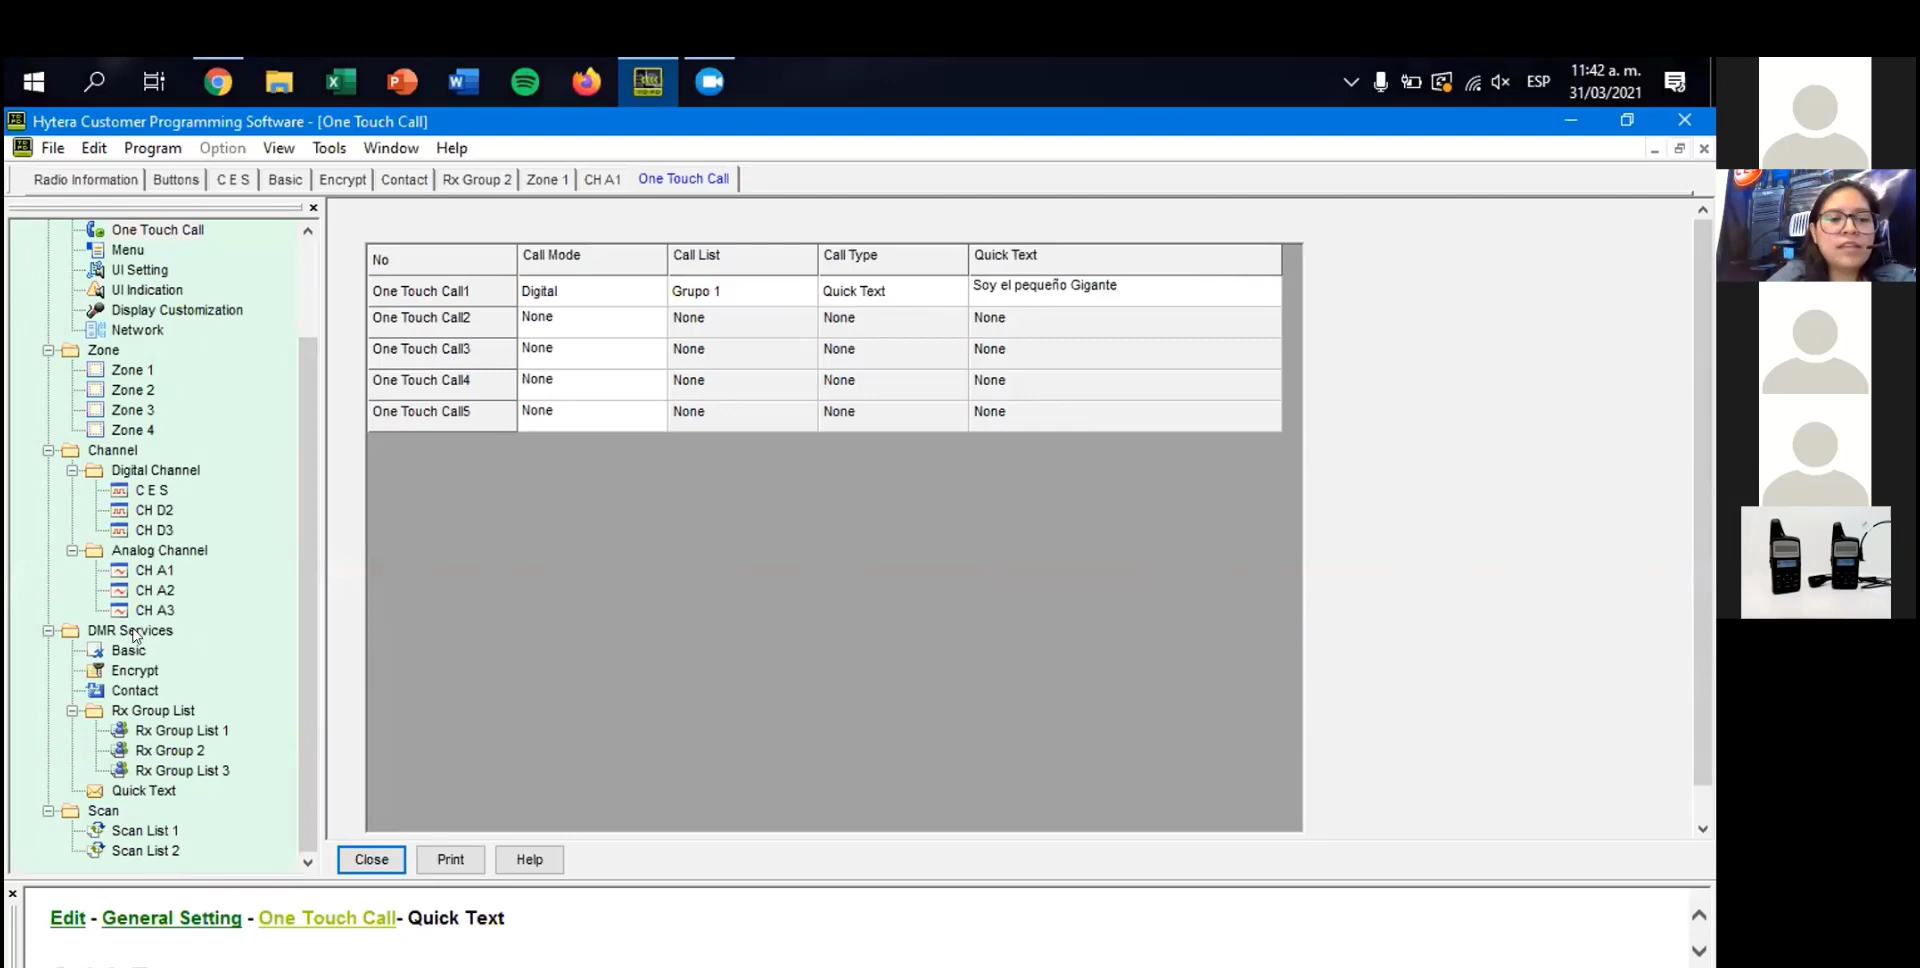 11:42 a. m.
ESP
31/03/2021
Hytera Customer Programming Software - [One Touch Call]
File Edit Program Option View Tools Window Help
Radio Information Buttons C E S Basic Encrypt Contact Rx Group 2 Zone 1 CH A1 One Touch Call
One Touch Call
Menu
UI Setting
UI Indication
Display Customization
Network
Zone
Zone 1
Zone 2
Zone 3
Zone 4
Channel
Digital Channel
C E S
CH D2
CH D3
Analog Channel
CH A1
CH A2
CH A3
DMR Services
Basic
Encrypt
Contact
Rx Group List
Rx Group List 1
Rx Group 2
Rx Group List 3
Quick Text
Scan
Scan List 1
Scan List 2
No Call Mode Call List Call Type Quick Text
One Touch Call1 Digital Grupo 1 Quick Text Soy el pequeño Gigante
One Touch Call2 None None None None
One Touch Call3 None None None None
One Touch Call4 None None None None
One Touch Call5 None None None None
Close Print Help
Edit - General Setting - One Touch Call- Quick Text